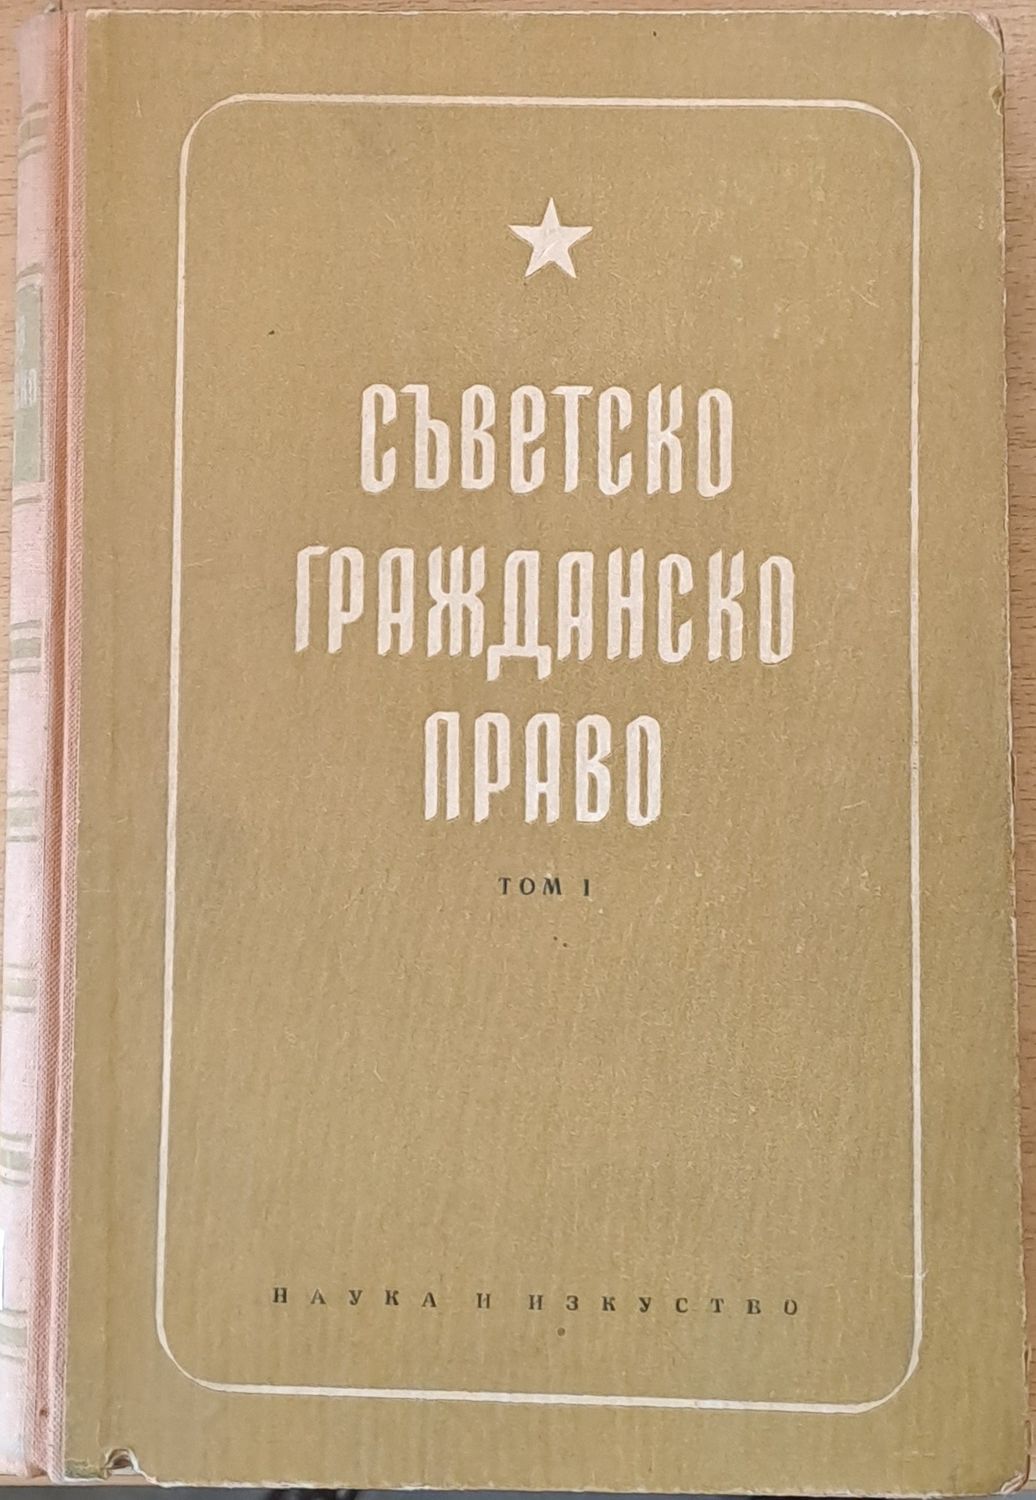 СЪВЕТСКО
ГРАЖДАНСКО
ПРАВО
ТОМ I
НАУКА И ИЗКУСТВО